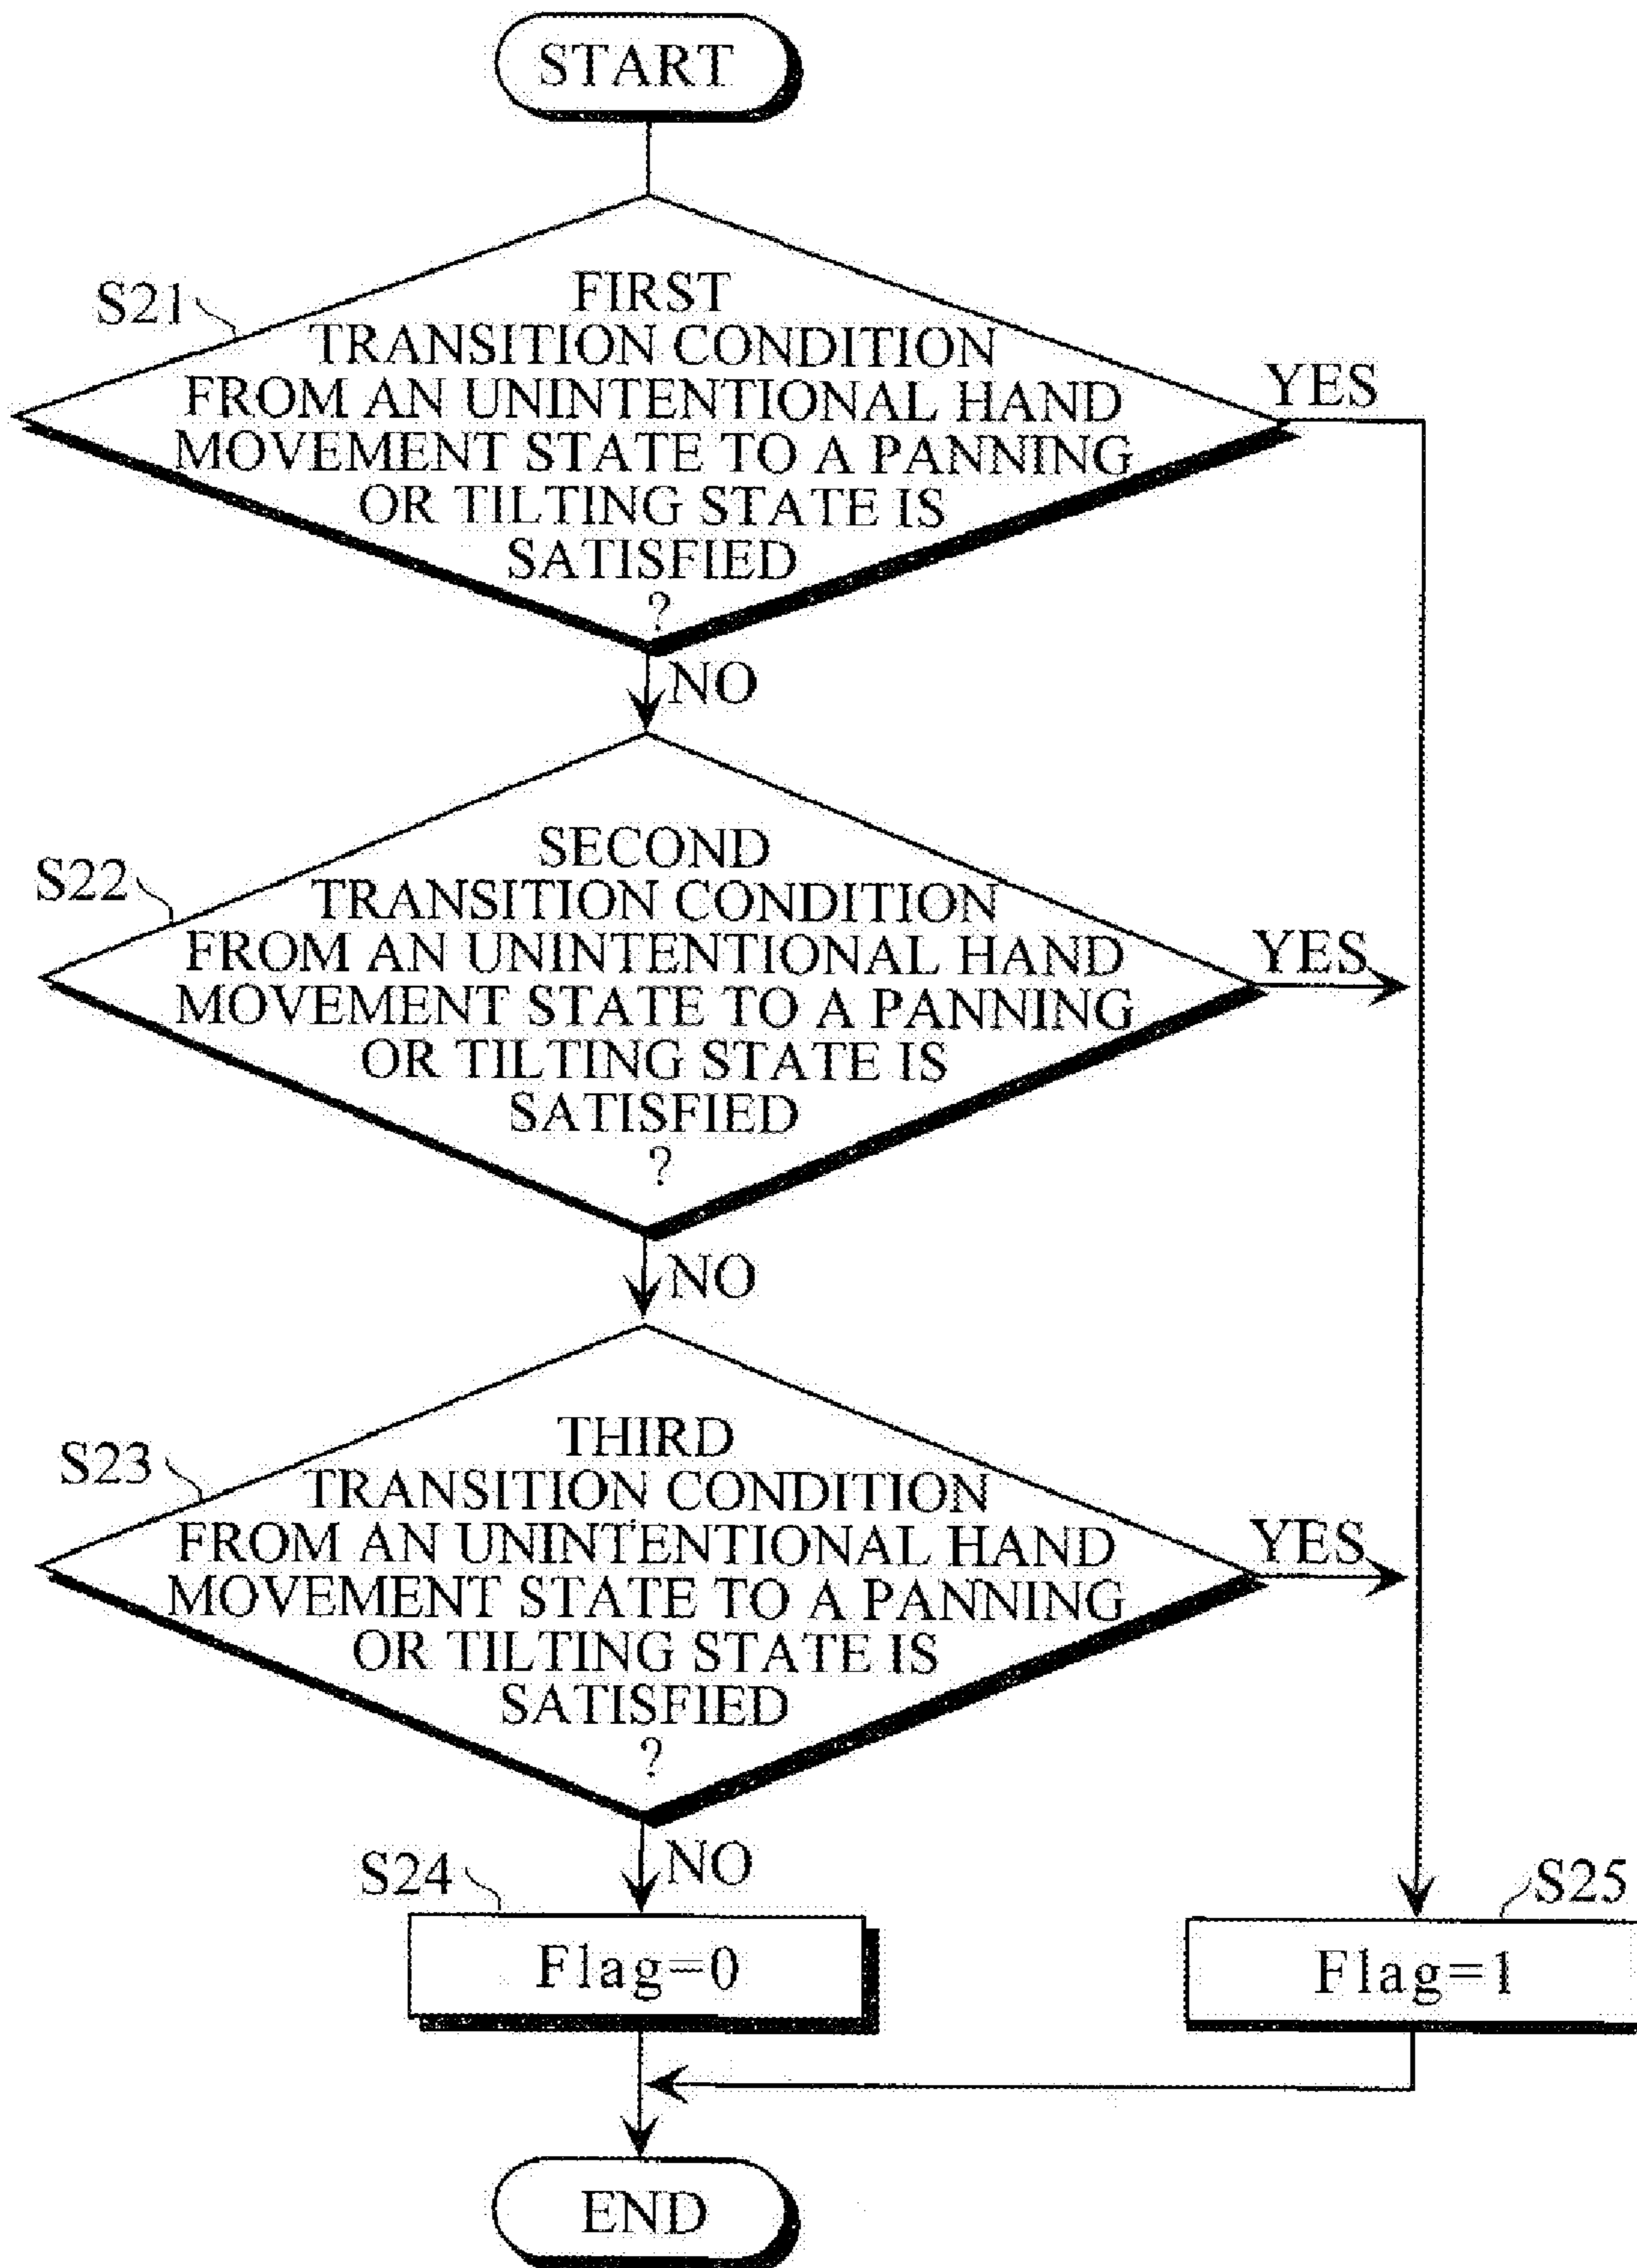 START
S21
FIRST
TRANSITION CONDITION
FROM AN UNINTENTIONAL HAND
MOVEMENT STATE TO A PANNING
OR TILTING STATE IS
SATISFIED
?
YES
NO
S22
SECOND
TRANSITION CONDITION
FROM AN UNINTENTIONAL HAND
MOVEMENT STATE TO A PANNING
OR TILTING STATE IS
SATISFIED
?
YES
NO
S23
THIRD
TRANSITION CONDITION
FROM AN UNINTENTIONAL HAND
MOVEMENT STATE TO A PANNING
OR TILTING STATE IS
SATISFIED
?
YES
NO
S24
Flag=0
S25
Flag=1
END